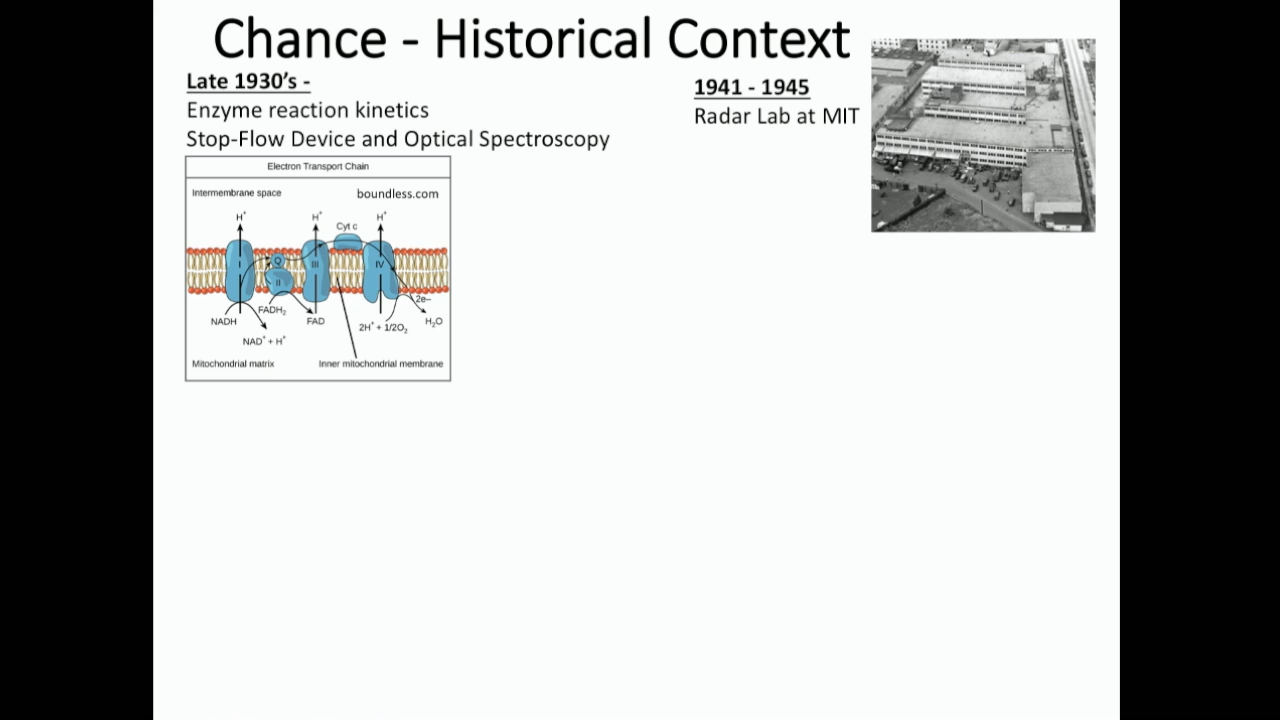 Chance - Historical Context
Late 1930's -
Enzyme reaction kinetics
Stop-Flow Device and Optical Spectroscopy
1941 - 1945
Radar Lab at MIT
Electron Transport Chain
Intermembrane space
boundless.com
H⁺
H⁺
Cyt c
H⁺
I
Q
II
III
IV
2e–
NADH
FADH₂
FAD
2H⁺ + 1/2O₂
H₂O
NAD⁺ + H⁺
Mitochondrial matrix
Inner mitochondrial membrane